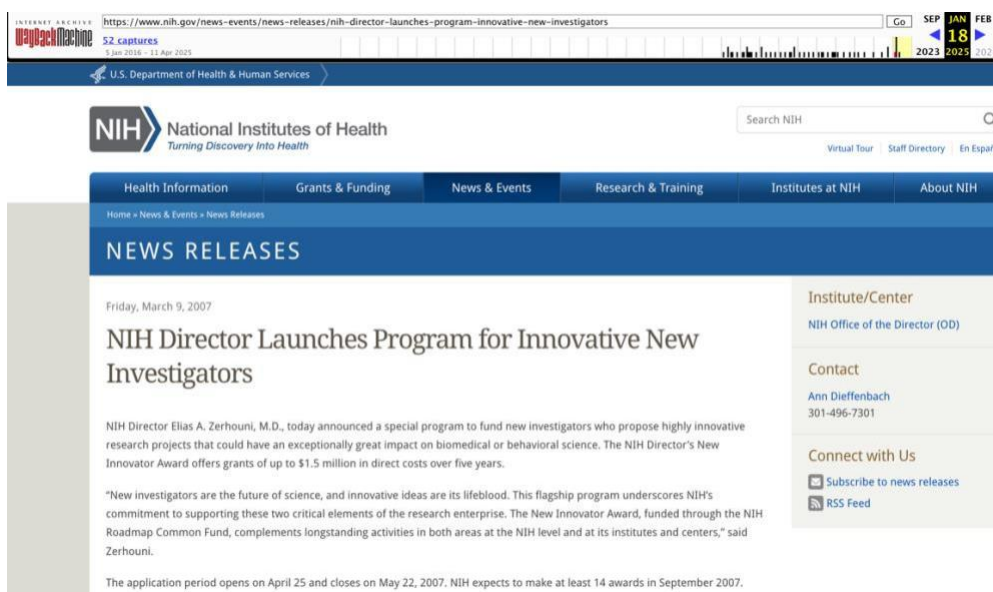 INTERNET ARCHIVE
WayBackMachine
https://www.nih.gov/news-events/news-releases/nih-director-launches-program-innovative-new-investigators
Go
SEP JAN FEB
52 captures
18
5 Jan 2016 – 11 Apr 2025
2023 2025
U.S. Department of Health & Human Services
NIH National Institutes of Health
Turning Discovery Into Health
Search NIH
Virtual Tour Staff Directory En Españ
Health Information Grants & Funding News & Events Research & Training Institutes at NIH About NIH
Home » News & Events » News Releases
NEWS RELEASES
Friday, March 9, 2007
NIH Director Launches Program for Innovative New
Investigators
NIH Director Elias A. Zerhouni, M.D., today announced a special program to fund new investigators who propose highly innovative
research projects that could have an exceptionally great impact on biomedical or behavioral science. The NIH Director's New
Innovator Award offers grants of up to $1.5 million in direct costs over five years.
"New investigators are the future of science, and innovative ideas are its lifeblood. This flagship program underscores NIH's
commitment to supporting these two critical elements of the research enterprise. The New Innovator Award, funded through the NIH
Roadmap Common Fund, complements longstanding activities in both areas at the NIH level and at its institutes and centers," said
Zerhouni.
The application period opens on April 25 and closes on May 22, 2007. NIH expects to make at least 14 awards in September 2007.
Institute/Center
NIH Office of the Director (OD)
Contact
Ann Dieffenbach
301-496-7301
Connect with Us
Subscribe to news releases
RSS Feed